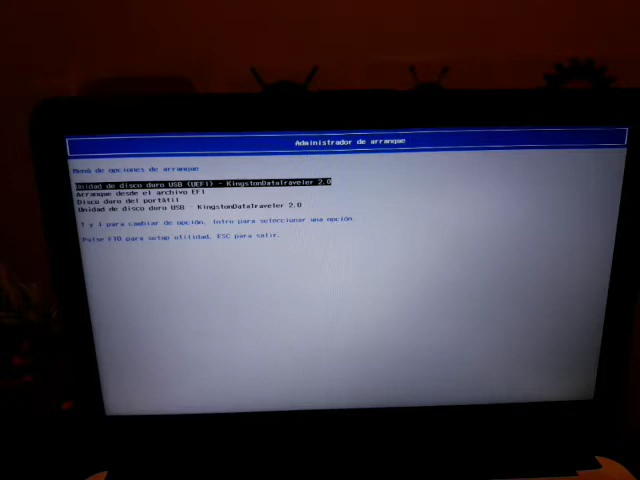 Administrador de arranque
Menú de opciones de arranque
Unidad de disco duro USB (UEFI) - KingstonDataTraveler 2.0
Arranque desde el archivo EFI
Disco duro del portátil
Unidad de disco duro USB - KingstonDataTraveler 2.0
↑ y ↓ para cambiar de opción. Intro para seleccionar una opción.
Pulse F10 para setup utilidad, ESC para salir.